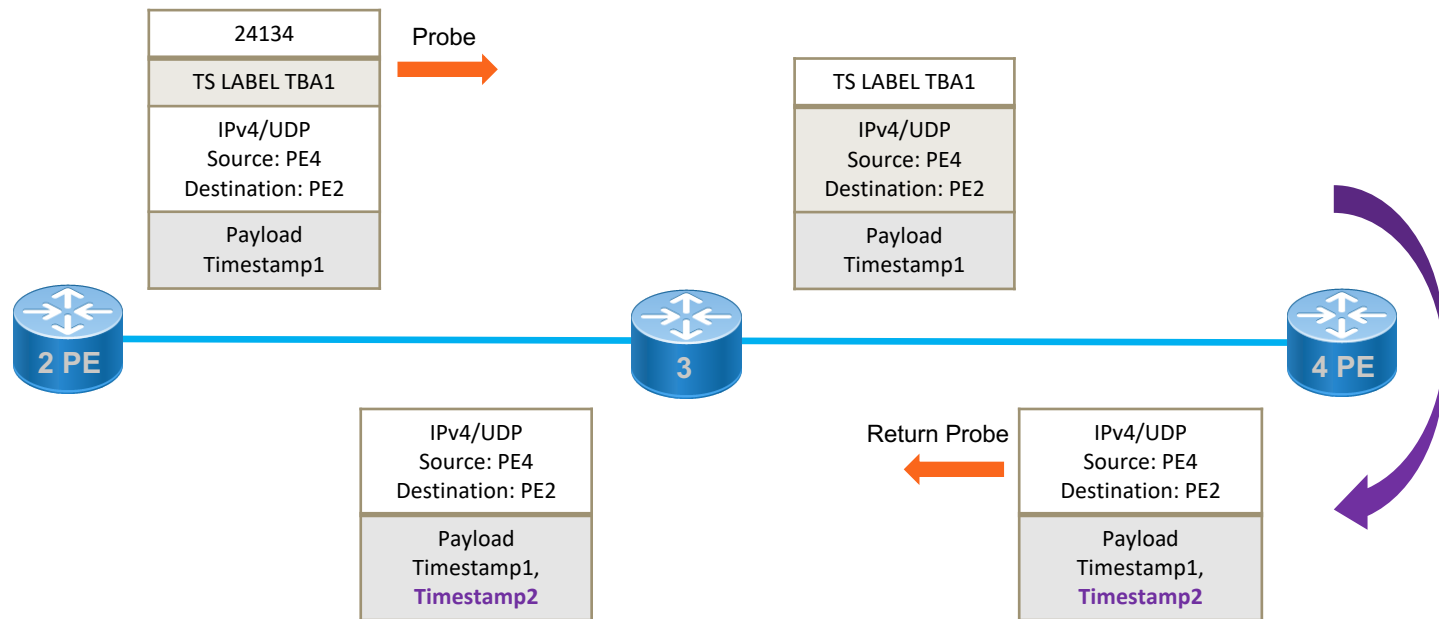 24134
TS LABEL TBA1
IPv4/UDP
Source: PE4
Destination: PE2
Payload
Timestamp1
Probe
TS LABEL TBA1
IPv4/UDP
Source: PE4
Destination: PE2
Payload
Timestamp1
2 PE
3
4 PE
IPv4/UDP
Source: PE4
Destination: PE2
Payload
Timestamp1,
Timestamp2
Return Probe
IPv4/UDP
Source: PE4
Destination: PE2
Payload
Timestamp1,
Timestamp2